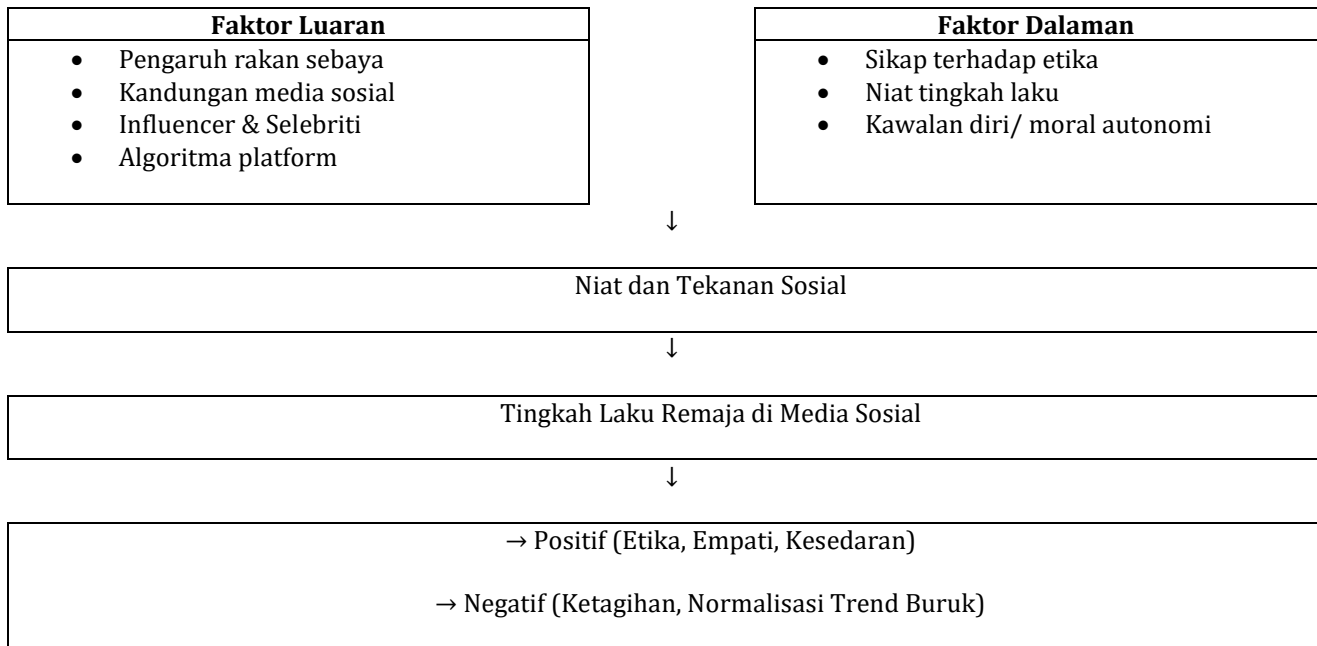 Faktor Luaran
• Pengaruh rakan sebaya
• Kandungan media sosial
• Influencer & Selebriti
• Algoritma platform
Faktor Dalaman
• Sikap terhadap etika
• Niat tingkah laku
• Kawalan diri/ moral autonomi
↓
Niat dan Tekanan Sosial
↓
Tingkah Laku Remaja di Media Sosial
↓
→ Positif (Etika, Empati, Kesedaran)
→ Negatif (Ketagihan, Normalisasi Trend Buruk)